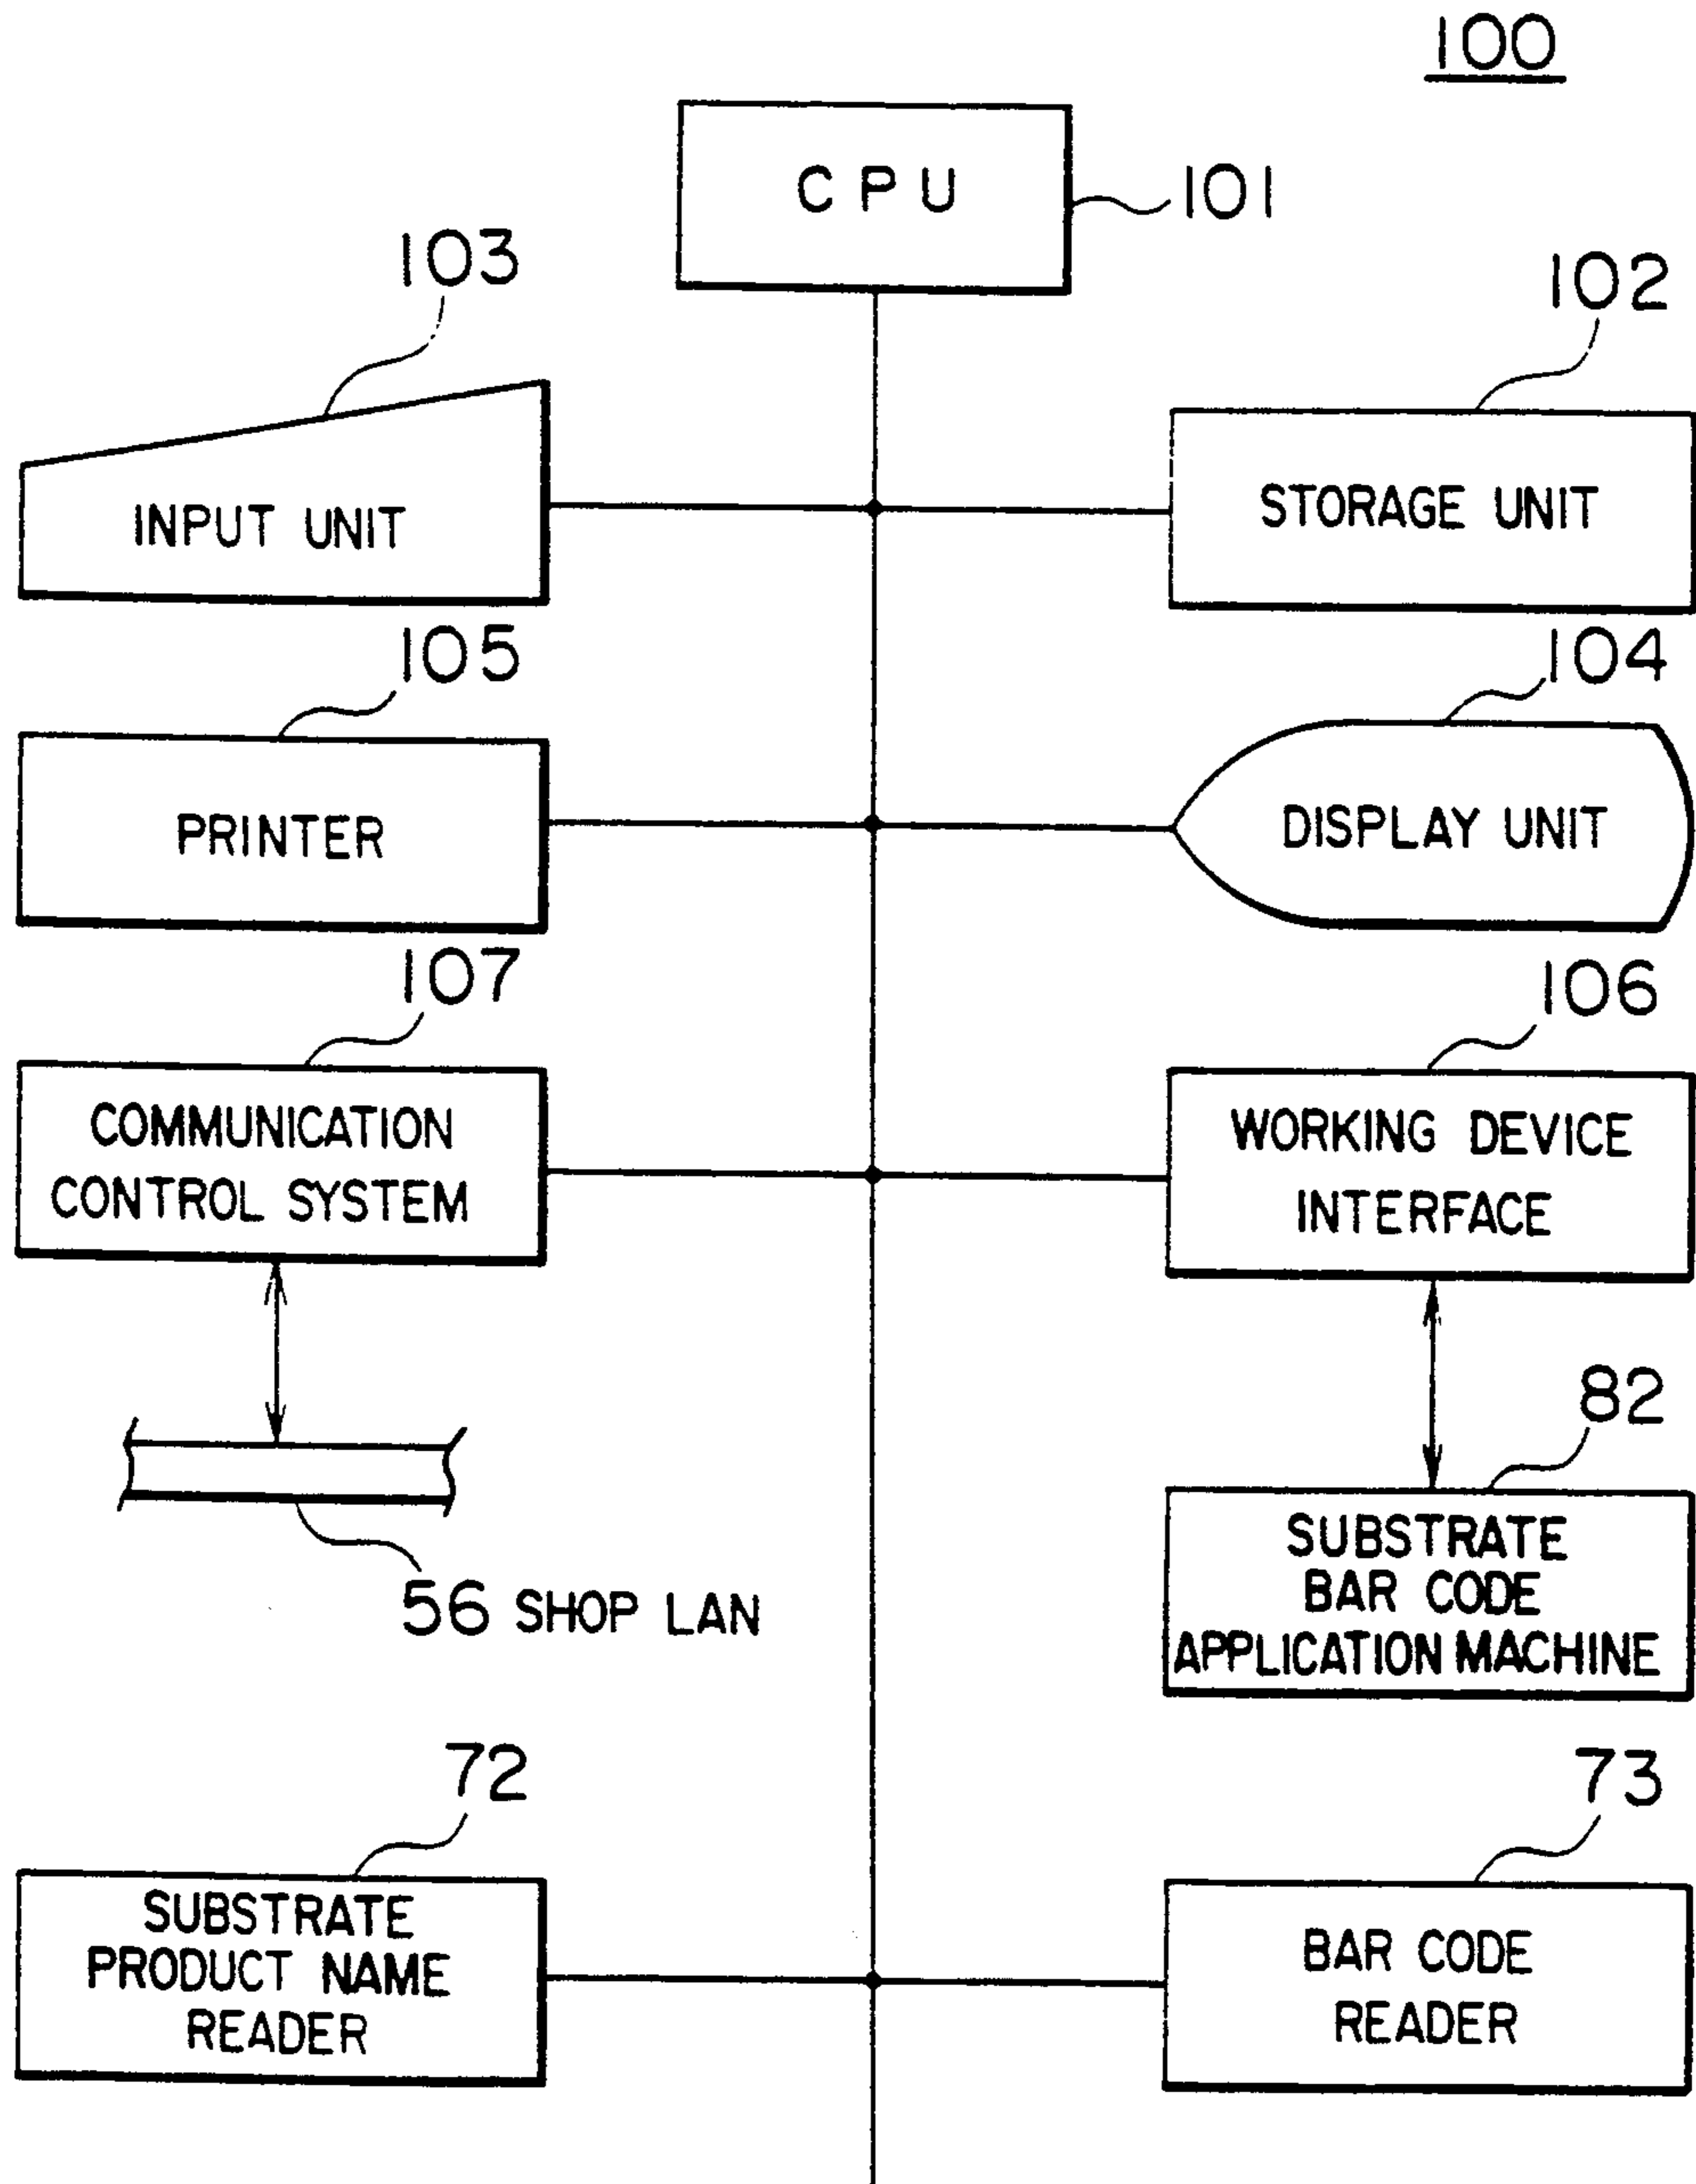 100
CPU
101
103
102
INPUT UNIT
STORAGE UNIT
105
104
PRINTER
DISPLAY UNIT
107
106
COMMUNICATION
CONTROL SYSTEM
WORKING DEVICE
INTERFACE
82
56 SHOP LAN
SUBSTRATE
BAR CODE
APPLICATION MACHINE
72
73
SUBSTRATE
PRODUCT NAME
READER
BAR CODE
READER